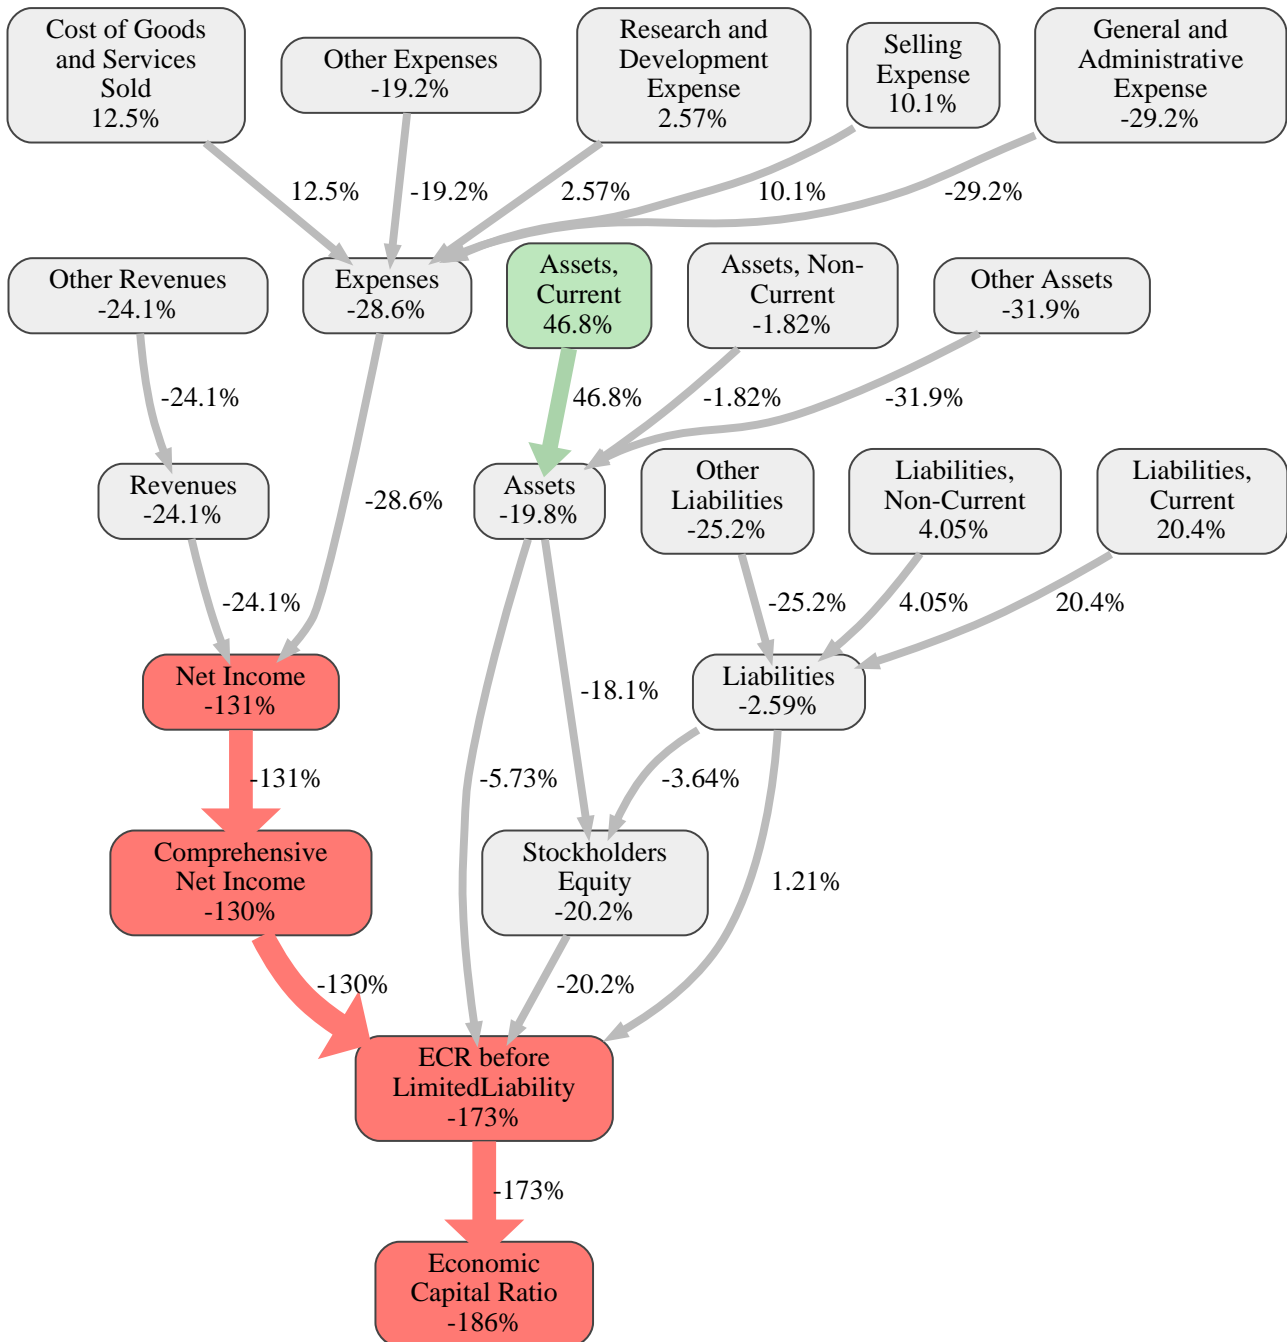 Cost of Goods
and Services
Sold
12.5%
Other Expenses
-19.2%
Research and
Development
Expense
2.57%
Selling
Expense
10.1%
General and
Administrative
Expense
-29.2%
12.5%
-19.2%
2.57%
10.1%
-29.2%
Other Revenues
-24.1%
Expenses
-28.6%
Assets,
Current
46.8%
Assets, Non-
Current
-1.82%
Other Assets
-31.9%
-24.1%
46.8%
-1.82%
-31.9%
Revenues
-24.1%
-28.6%
Assets
-19.8%
Other
Liabilities
-25.2%
Liabilities,
Non-Current
4.05%
Liabilities,
Current
20.4%
-24.1%
-25.2%
4.05%
20.4%
Net Income
-131%
-18.1%
Liabilities
-2.59%
-131%
-5.73%
-3.64%
Comprehensive
Net Income
-130%
Stockholders
Equity
-20.2%
1.21%
-130%
-20.2%
ECR before
LimitedLiability
-173%
-173%
Economic
Capital Ratio
-186%